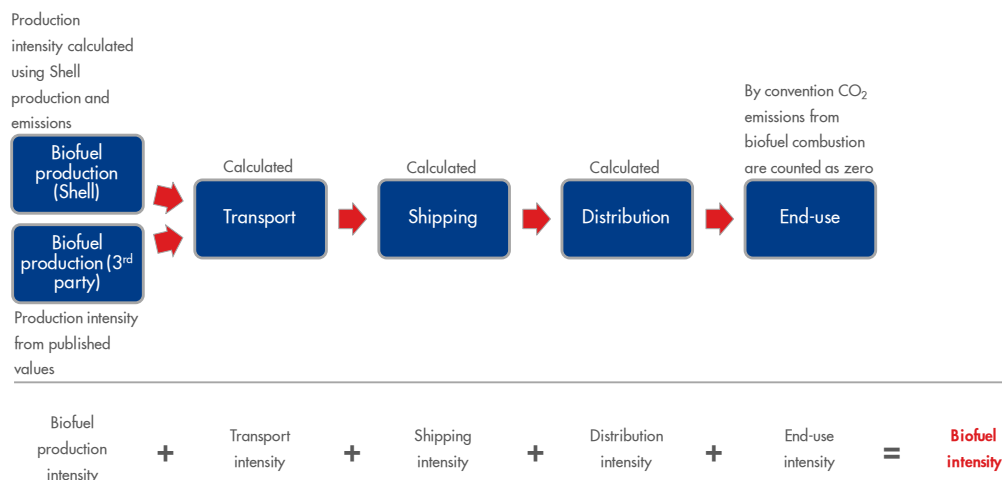 Production
intensity calculated
using Shell
production and
emissions
Biofuel
production
(Shell)
Biofuel
production (3rd
party)
Production intensity
from published
values
Calculated
Transport
Calculated
Shipping
Calculated
Distribution
By convention CO₂
emissions from
biofuel combustion
are counted as zero
End-use
Biofuel
production
intensity
+
Transport
intensity
+
Shipping
intensity
+
Distribution
intensity
+
End-use
intensity
=
Biofuel
intensity